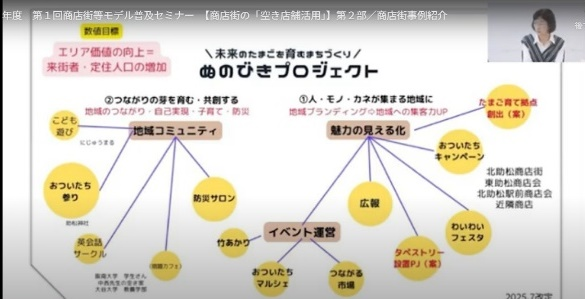 年度 第1回商店街等モデル普及セミナー 【商店街の「空き店舗活用」】第2部/商店街事例紹介
数値目標
エリア価値の向上=
来街者・定住人口の増加
\未来のたまごを育むまちづくり/
ぬのびきプロジェクト
②つながりの芽を育む・共創する
地域のつながり・自己実現・子育て・防災
①人・モノ・カネが集まる地域に
地域ブランディング◇地域への集客力UP
たまご育て拠点
創出(案)
こども
遊び
にじゅうまる
地域コミュニティ
魅力の見える化
おついたち
キャンペーン
おついたち
参り
助松神社
防災サロン
広報
北助松商店街
東助松商店会
北助松駅前商店会
近隣商店
英会話
サークル
竹あかり
イベント運営
わいわい
フェスタ
タペストリー
設置PJ(案)
おついたち
マルシェ
つながる
市場
2025.7改定